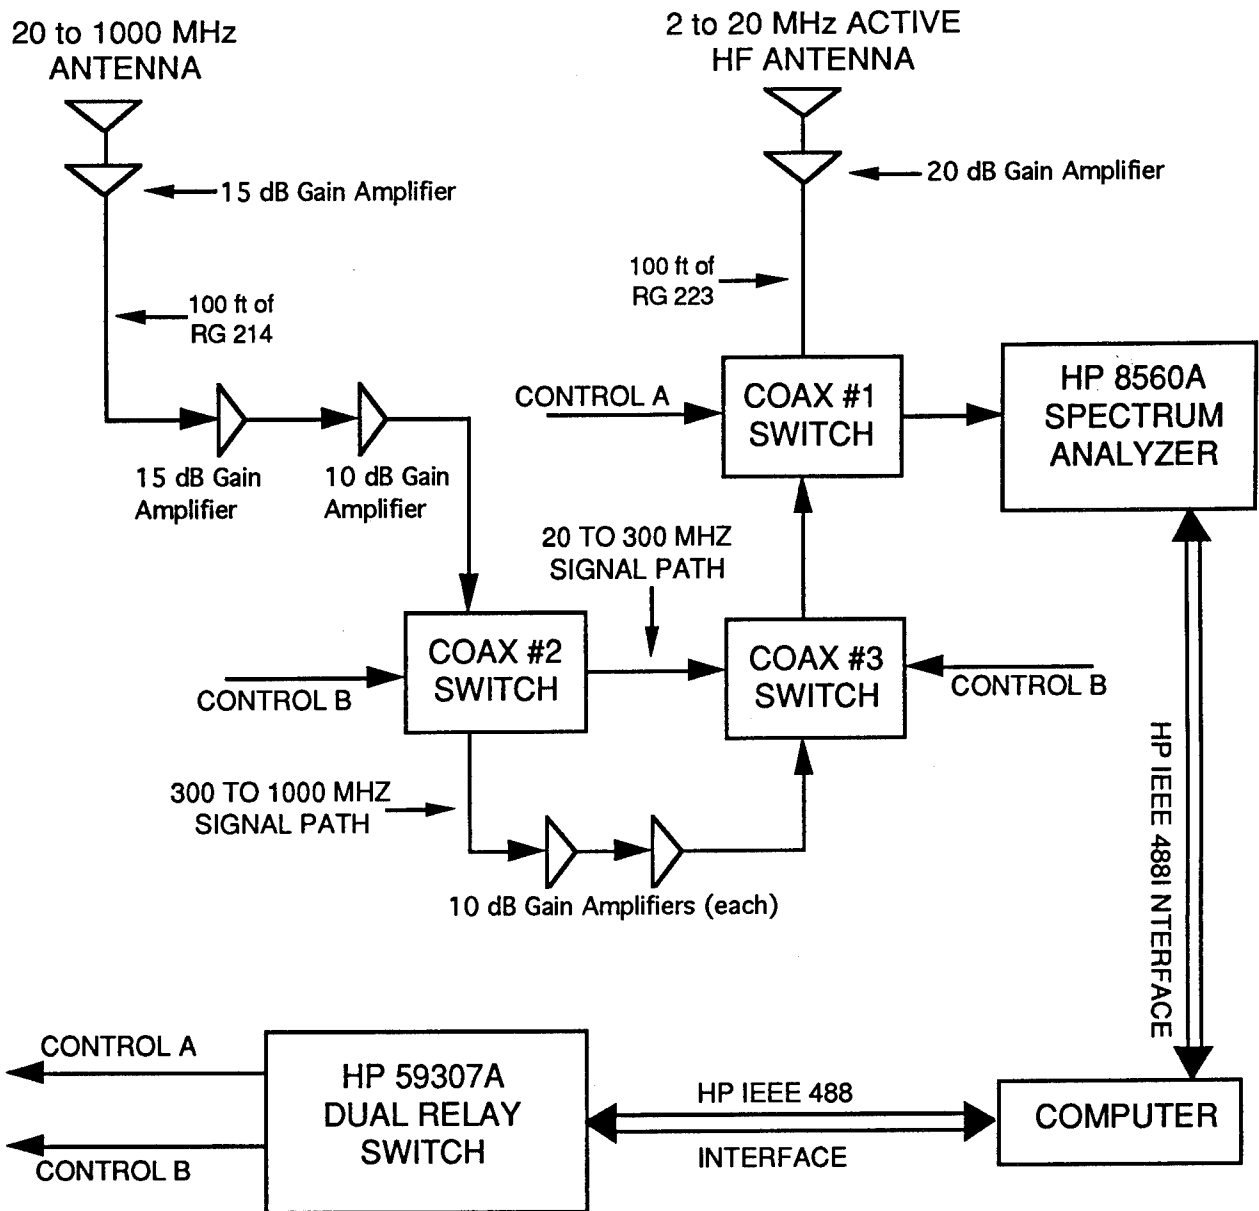 20 to 1000 MHz
ANTENNA
2 to 20 MHz ACTIVE
HF ANTENNA
15 dB Gain Amplifier
20 dB Gain Amplifier
100 ft of
RG 214
100 ft of
RG 223
CONTROL A
COAX #1
SWITCH
HP 8560A
SPECTRUM
ANALYZER
15 dB Gain
Amplifier
10 dB Gain
Amplifier
20 TO 300 MHZ
SIGNAL PATH
COAX #2
SWITCH
COAX #3
SWITCH
CONTROL B
CONTROL B
300 TO 1000 MHZ
SIGNAL PATH
10 dB Gain Amplifiers (each)
HP IEEE 488I NTERFACE
CONTROL A
CONTROL B
HP 59307A
DUAL RELAY
SWITCH
HP IEEE 488
INTERFACE
COMPUTER